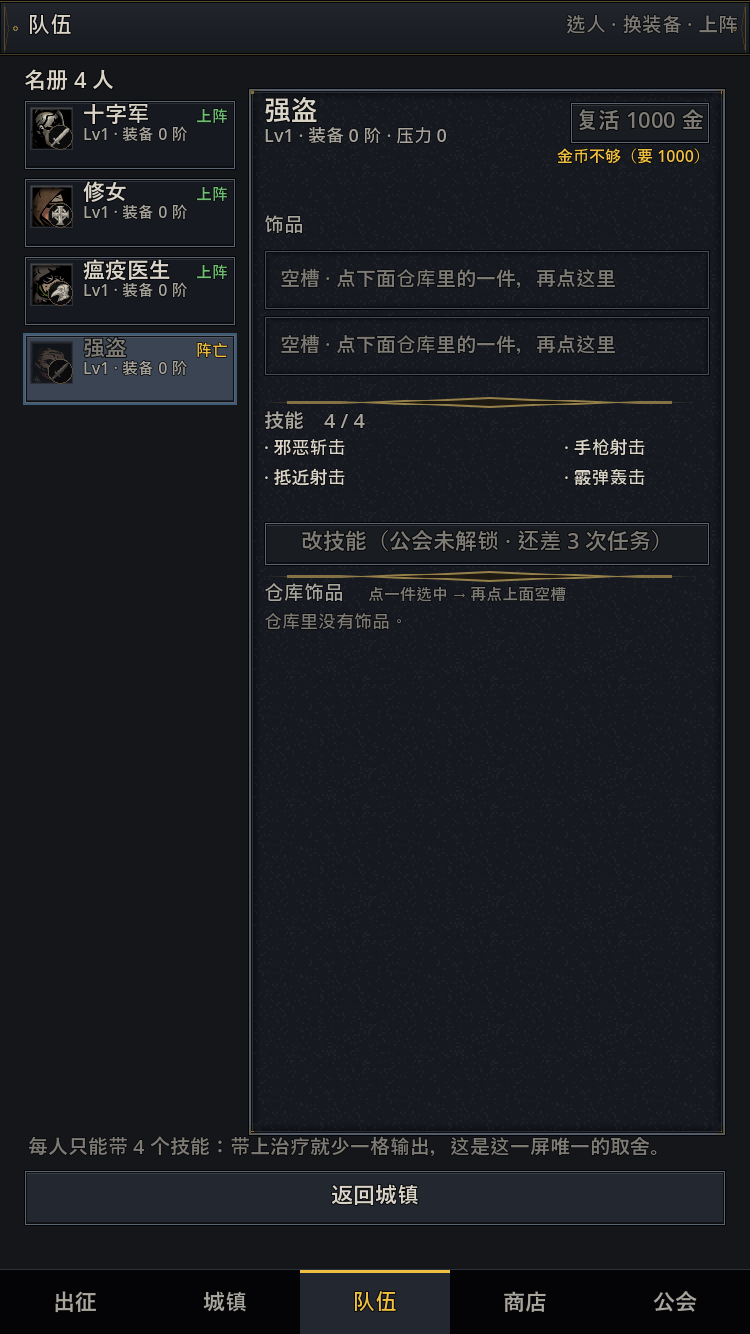 队伍
选人 · 换装备 · 上阵
名册 4 人
十字军 上阵
Lv1 · 装备 0 阶
修女 上阵
Lv1 · 装备 0 阶
瘟疫医生 上阵
Lv1 · 装备 0 阶
强盗 阵亡
Lv1 · 装备 0 阶
强盗
Lv1 · 装备 0 阶 · 压力 0
复活 1000 金
金币不够（要 1000）
饰品
空槽 · 点下面仓库里的一件，再点这里
空槽 · 点下面仓库里的一件，再点这里
技能 4 / 4
· 邪恶斩击 · 手枪射击
· 抵近射击 · 霰弹轰击
改技能（公会未解锁 · 还差 3 次任务）
仓库饰品 点一件选中 → 再点上面空槽
仓库里没有饰品。
每人只能带 4 个技能：带上治疗就少一格输出，这是这一屏唯一的取舍。
返回城镇
出征 城镇 队伍 商店 公会